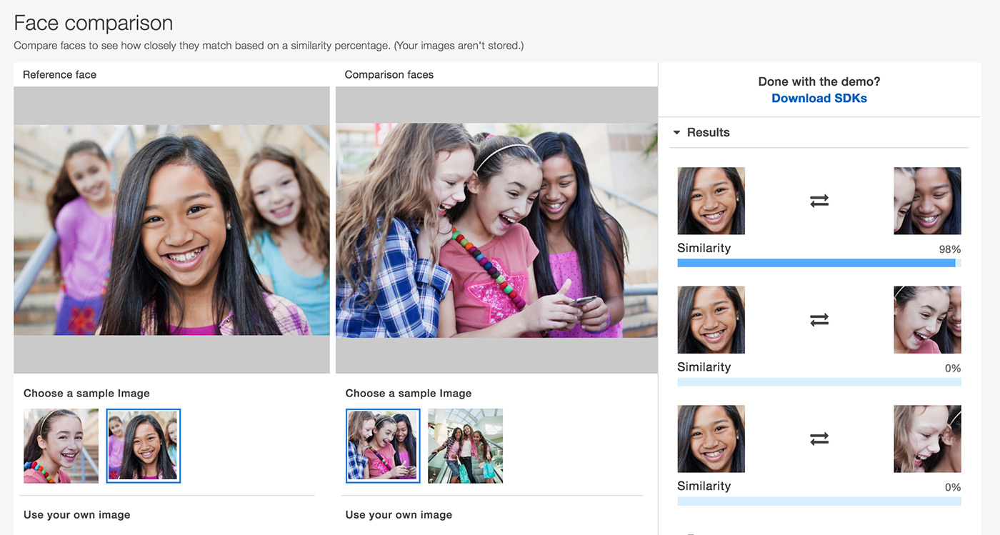 Face comparison
Compare faces to see how closely they match based on a similarity percentage. (Your images aren't stored.)
Reference face
Comparison faces
Done with the demo?
Download SDKs
Results
Similarity
98%
Similarity
0%
Similarity
0%
Choose a sample Image
Choose a sample Image
Use your own image
Use your own image